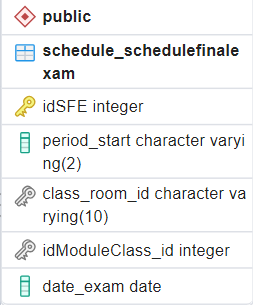 public
schedule_schedulefinale
xam
idSFE integer
period_start character varyi
ng(2)
class_room_id character va
rying(10)
idModuleClass_id integer
date_exam date